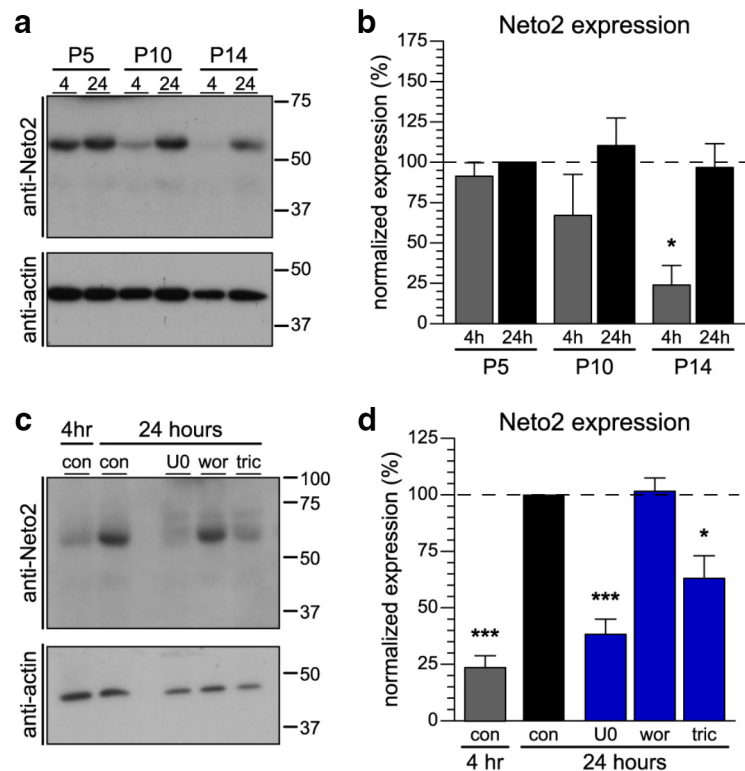 a
P5 P10 P14
4 24 4 24 4 24
anti-Neto2
75
50
37
anti-actin
50
37
b
Neto2 expression
normalized expression (%)
175
150
125
100
75
50
25
0
*
4h 24h 4h 24h 4h 24h
P5 P10 P14
c
4hr 24 hours
con con U0 wor tric
anti-Neto2
100
75
50
37
anti-actin
50
37
d
Neto2 expression
normalized expression (%)
125
100
75
50
25
0
*** *** *
con con U0 wor tric
4 hr 24 hours